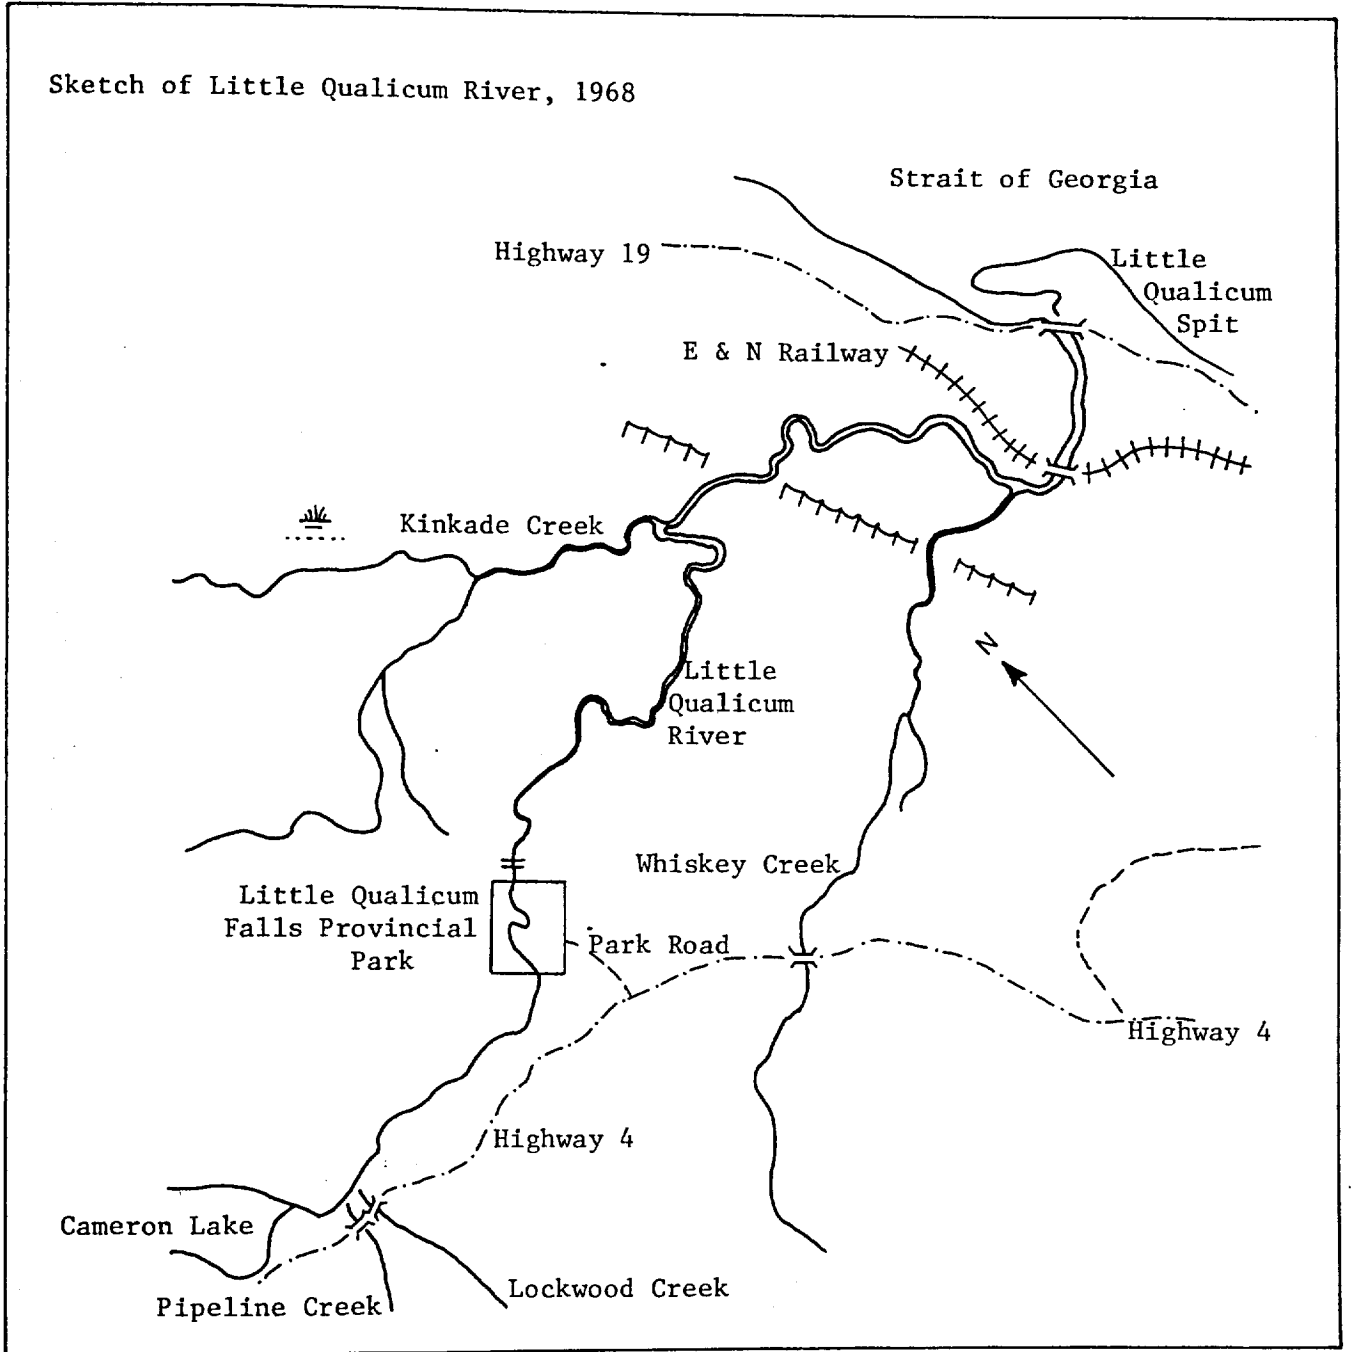 Sketch of Little Qualicum River, 1968
Strait of Georgia
Highway 19
Little
Qualicum
Spit
E & N Railway
Kinkade Creek
N
Little
Qualicum
River
Whiskey Creek
Little Qualicum
Falls Provincial
Park
Park Road
Highway 4
Highway 4
Cameron Lake
Lockwood Creek
Pipeline Creek